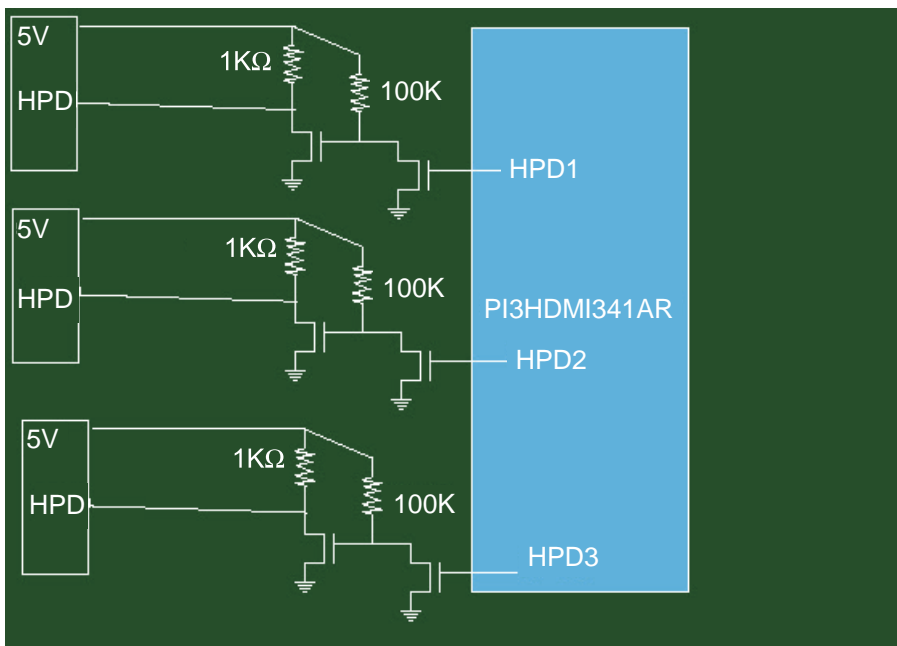 5V
1KΩ
100K
HPD
HPD1
5V
1KΩ
100K
HPD
PI3HDMI341AR
HPD2
5V
1KΩ
100K
HPD
HPD3